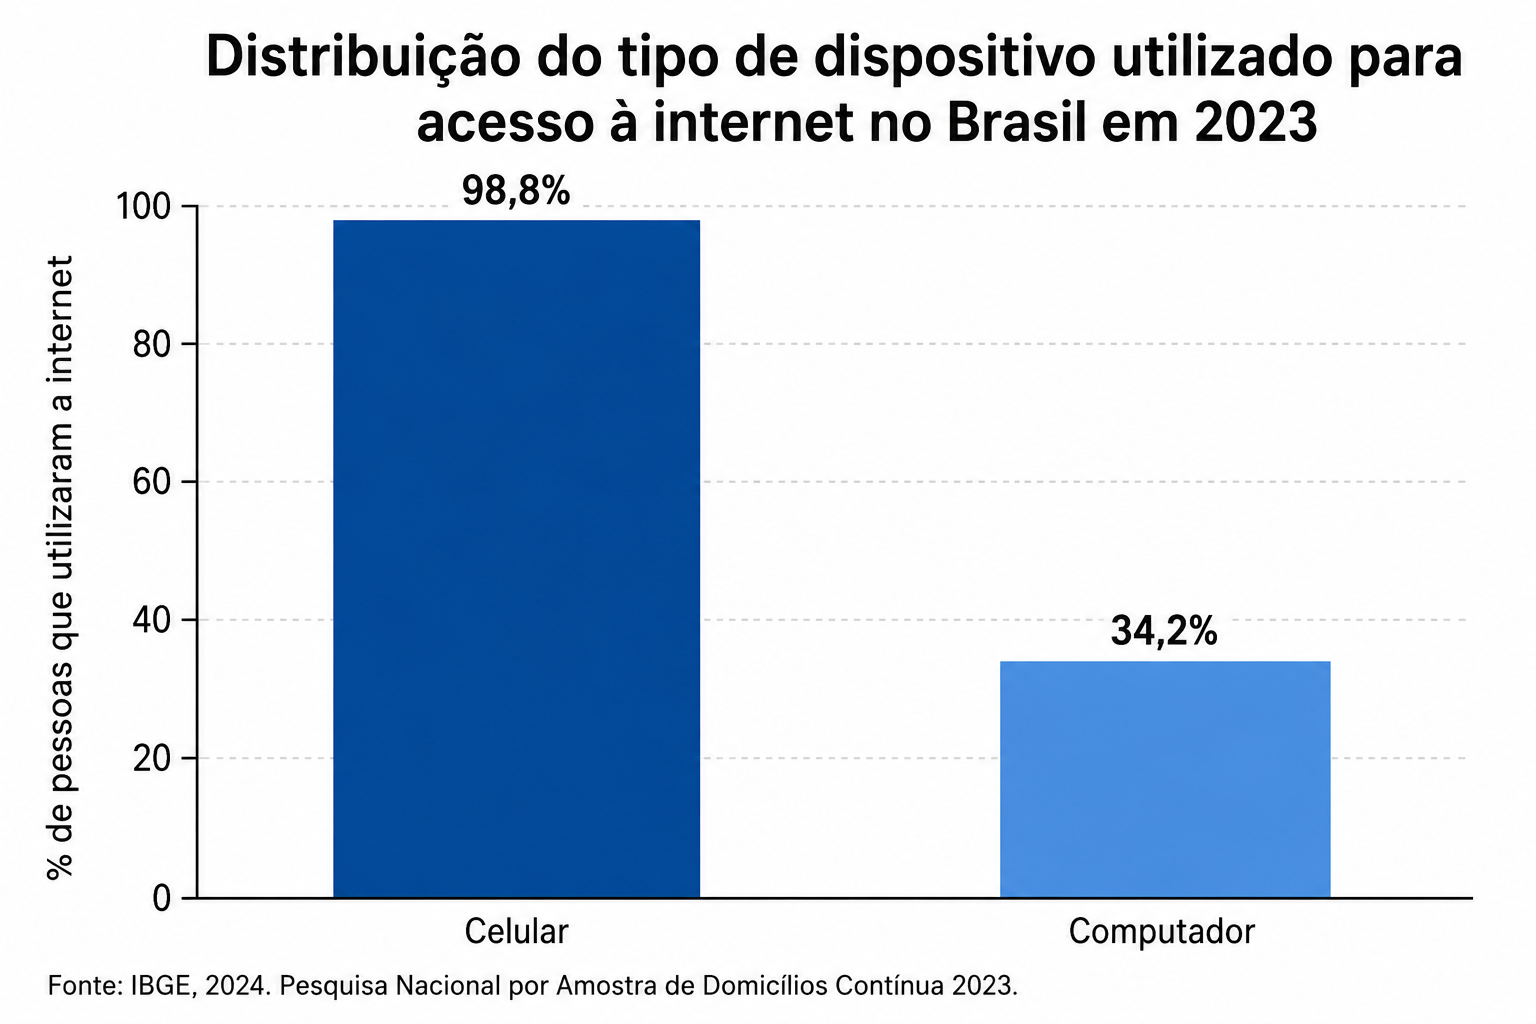 Distribuição do tipo de dispositivo utilizado para
acesso à internet no Brasil em 2023
% de pessoas que utilizaram a internet
100
80
60
40
20
0
98,8%
34,2%
Celular
Computador
Fonte: IBGE, 2024. Pesquisa Nacional por Amostra de Domicílios Contínua 2023.